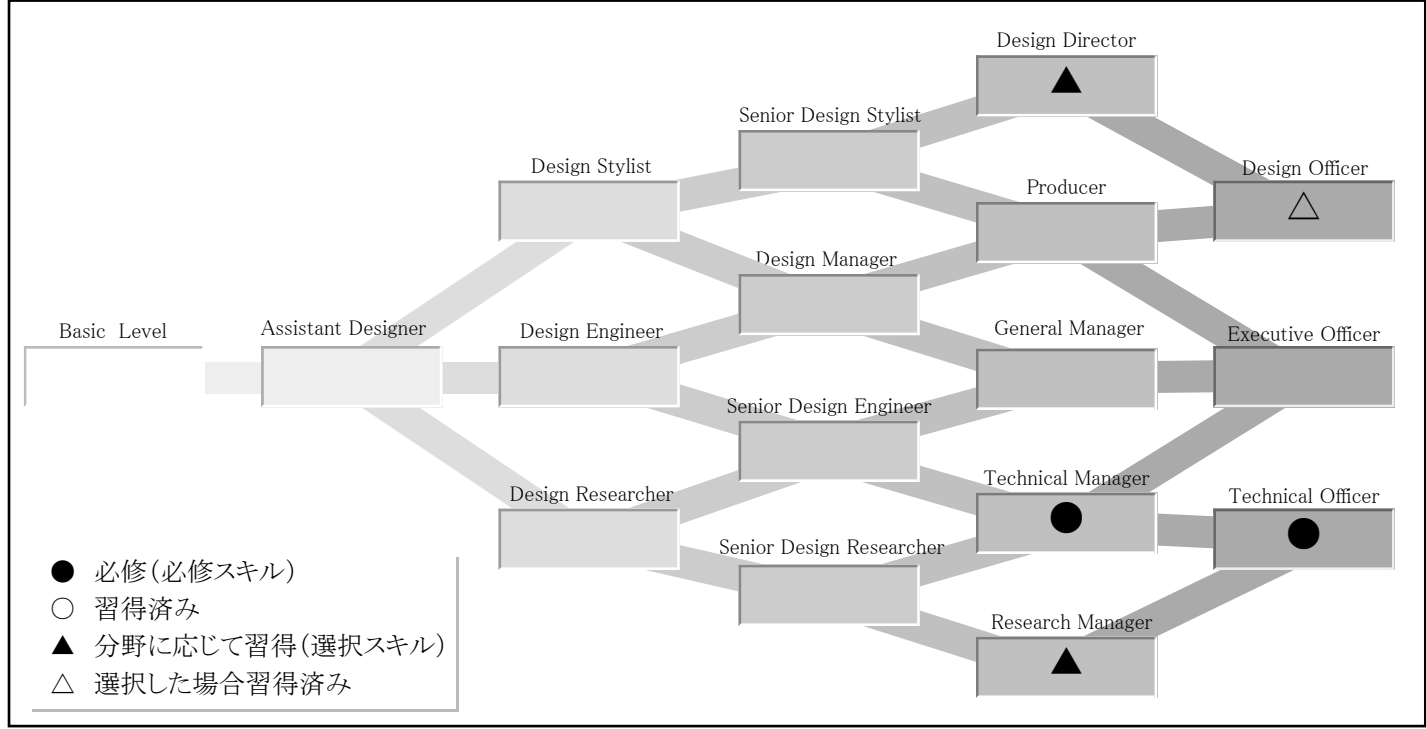 Design Director
▲
Senior Design Stylist
Design Stylist
Design Officer
△
Producer
Design Manager
Basic Level
Assistant Designer
Design Engineer
General Manager
Executive Officer
Senior Design Engineer
Technical Manager
●
Design Researcher
Technical Officer
●
Senior Design Researcher
Research Manager
▲
● 必修(必修スキル)
○ 習得済み
▲ 分野に応じて習得(選択スキル)
△ 選択した場合習得済み